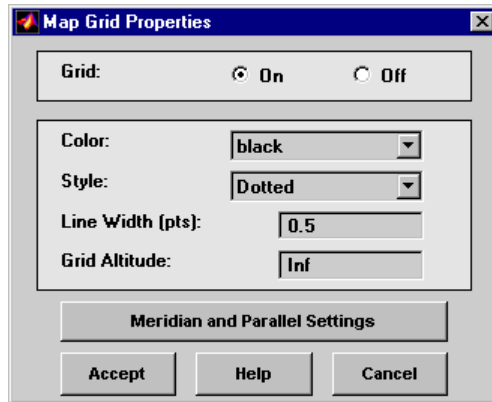 Map Grid Properties
Grid: On Off
Color: black
Style: Dotted
Line Width (pts): 0.5
Grid Altitude: Inf
Meridian and Parallel Settings
Accept Help Cancel